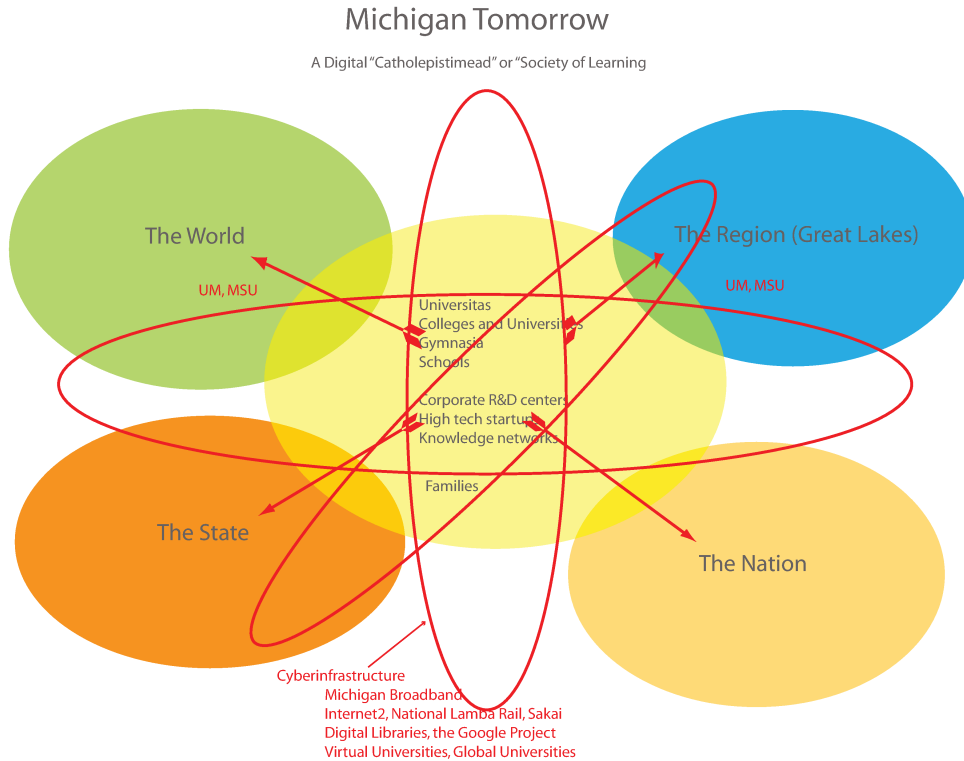 Michigan Tomorrow
A Digital “Catholepistimead” or “Society of Learning
The World
The Region (Great Lakes)
UM, MSU
UM, MSU
Universitas
Colleges and Universities
Gymnasia
Schools
Corporate R&D centers
High tech startups
Knowledge networks
Families
The State
The Nation
Cyberinfrastructure
Michigan Broadband
Internet2, National Lamba Rail, Sakai
Digital Libraries, the Google Project
Virtual Universities, Global Universities